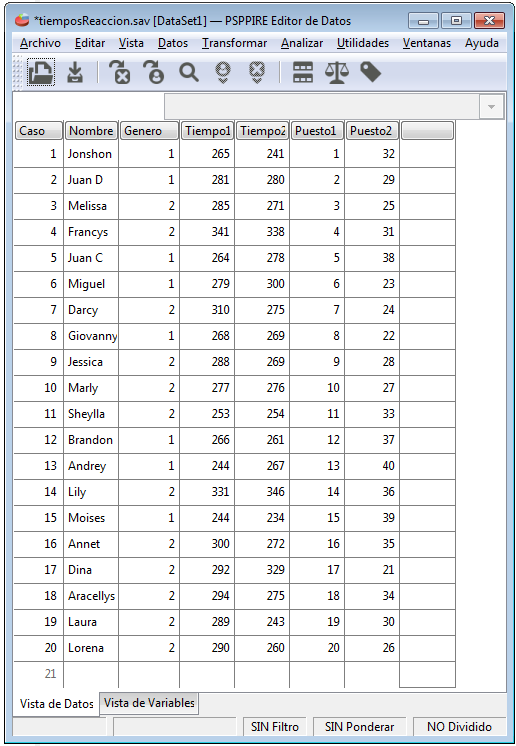 *tiemposReaccion.sav [DataSet1] — PSPPIRE Editor de Datos
Archivo Editar Vista Datos Transformar Analizar Utilidades Ventanas Ayuda
Caso Nombre Genero Tiempo1 Tiempo2 Puesto1 Puesto2
1 Jonshon 1 265 241 1 32
2 Juan D 1 281 280 2 29
3 Melissa 2 285 271 3 25
4 Francys 2 341 338 4 31
5 Juan C 1 264 278 5 38
6 Miguel 1 279 300 6 23
7 Darcy 2 310 275 7 24
8 Giovanny 1 268 269 8 22
9 Jessica 2 288 269 9 28
10 Marly 2 277 276 10 27
11 Sheylla 2 253 254 11 33
12 Brandon 1 266 261 12 37
13 Andrey 1 244 267 13 40
14 Lily 2 331 346 14 36
15 Moises 1 244 234 15 39
16 Annet 2 300 272 16 35
17 Dina 2 292 329 17 21
18 Aracellys 2 294 275 18 34
19 Laura 2 289 243 19 30
20 Lorena 2 290 260 20 26
21
Vista de Datos Vista de Variables
SIN Filtro SIN Ponderar NO Dividido